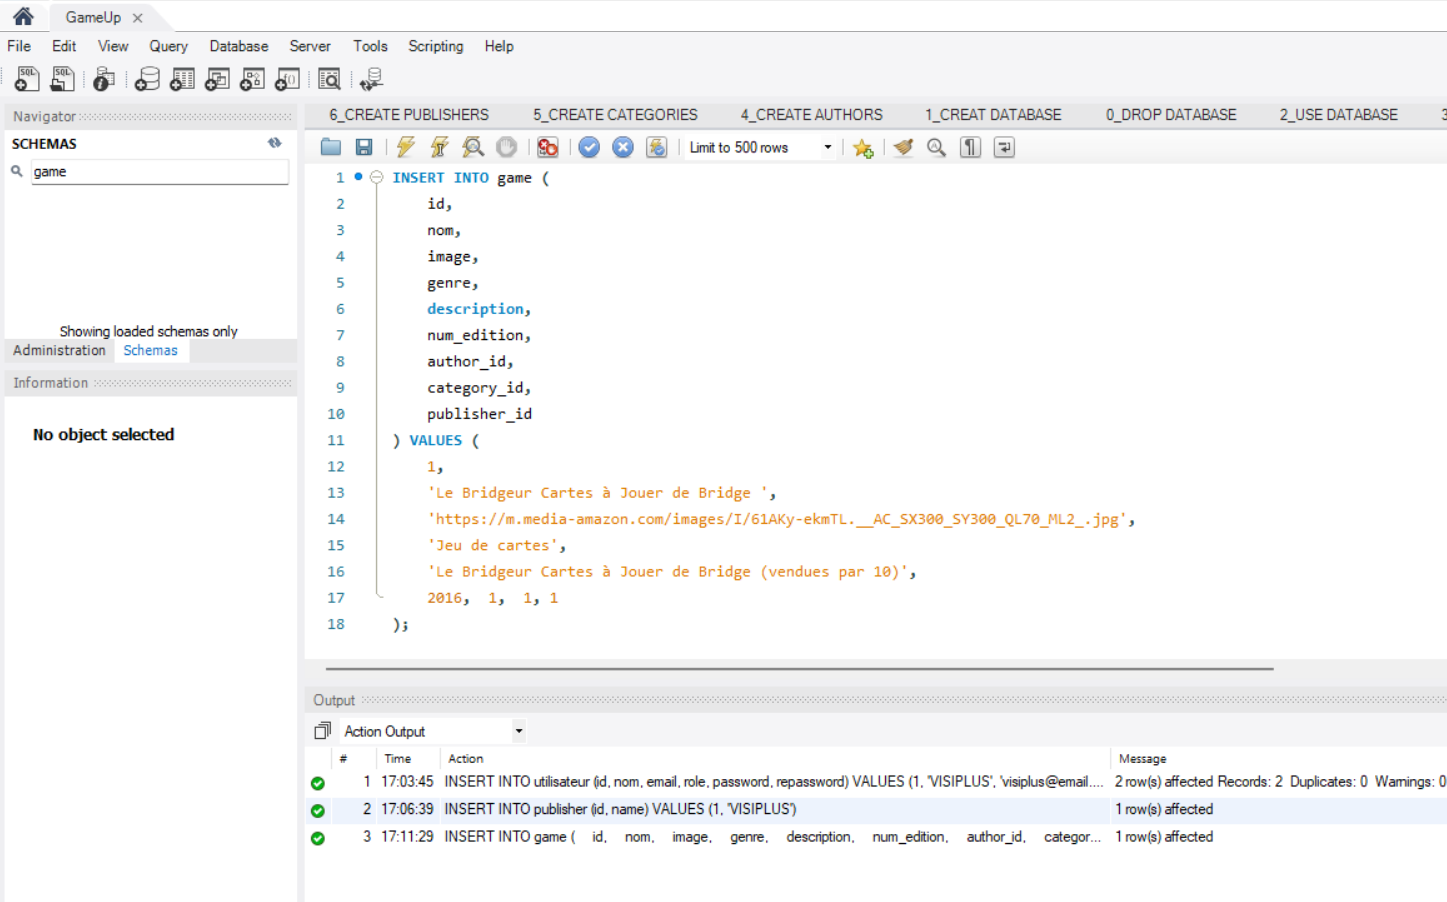 GameUp
File Edit View Query Database Server Tools Scripting Help
Navigator
SCHEMAS
game
Showing loaded schemas only
Administration Schemas
Information
No object selected
6_CREATE PUBLISHERS 5_CREATE CATEGORIES 4_CREATE AUTHORS 1_CREAT DATABASE 0_DROP DATABASE 2_USE DATABASE 3
Limit to 500 rows
1 INSERT INTO game (
2 id,
3 nom,
4 image,
5 genre,
6 description,
7 num_edition,
8 author_id,
9 category_id,
10 publisher_id
11 ) VALUES (
12 1,
13 'Le Bridgeur Cartes à Jouer de Bridge ',
14 'https://m.media-amazon.com/images/I/61AKy-ekmTL.__AC_SX300_SY300_QL70_ML2_.jpg',
15 'Jeu de cartes',
16 'Le Bridgeur Cartes à Jouer de Bridge (vendues par 10)',
17 2016, 1, 1, 1
18 );
Output
Action Output
# Time Action Message
1 17:03:45 INSERT INTO utilisateur (id, nom, email, role, password, repassword) VALUES (1, 'VISIPLUS', 'visiplus@email.... 2 row(s) affected Records: 2 Duplicates: 0 Warnings: 0
2 17:06:39 INSERT INTO publisher (id, name) VALUES (1, 'VISIPLUS') 1 row(s) affected
3 17:11:29 INSERT INTO game ( id, nom, image, genre, description, num_edition, author_id, categor... 1 row(s) affected